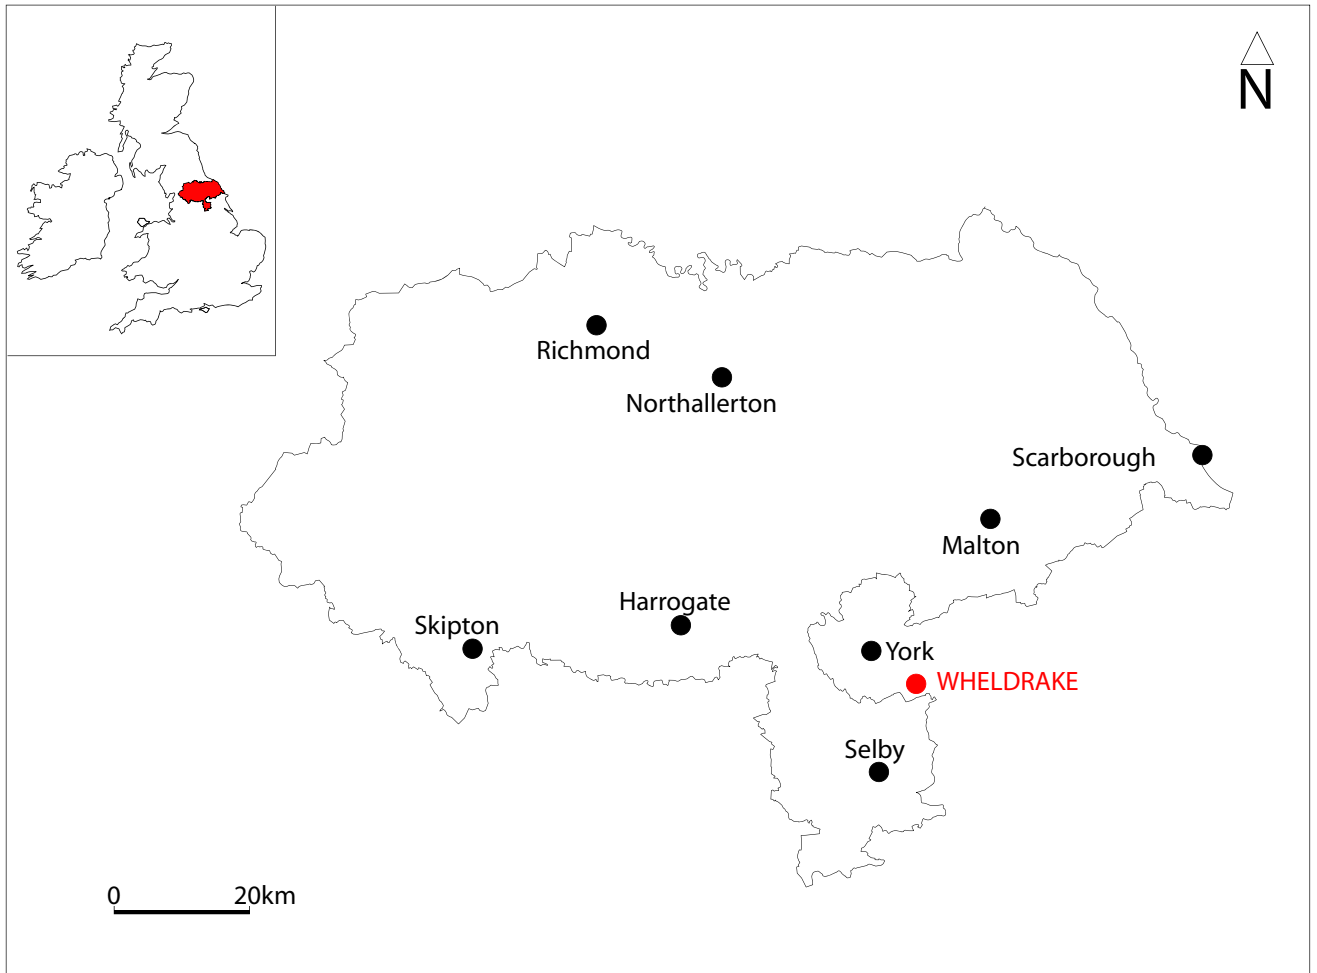 N
Richmond
Northallerton
Scarborough
Malton
Harrogate
Skipton
York
WHELDRAKE
Selby
0 20km